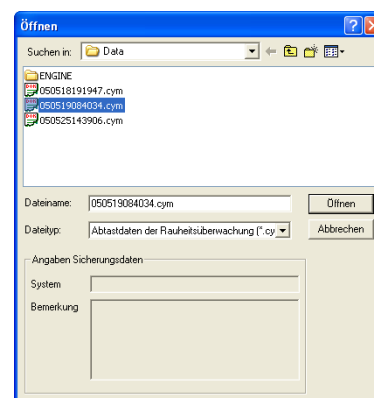 Öffnen
Suchen in: Data
ENGINE
050518191947.cym
050519084034.cym
050525143906.cym
Dateiname: 050519084034.cym Öffnen
Dateityp: Abtastdaten der Rauheitsüberwachung (*.cy Abbrechen
Angaben Sicherungsdaten
System
Bemerkung